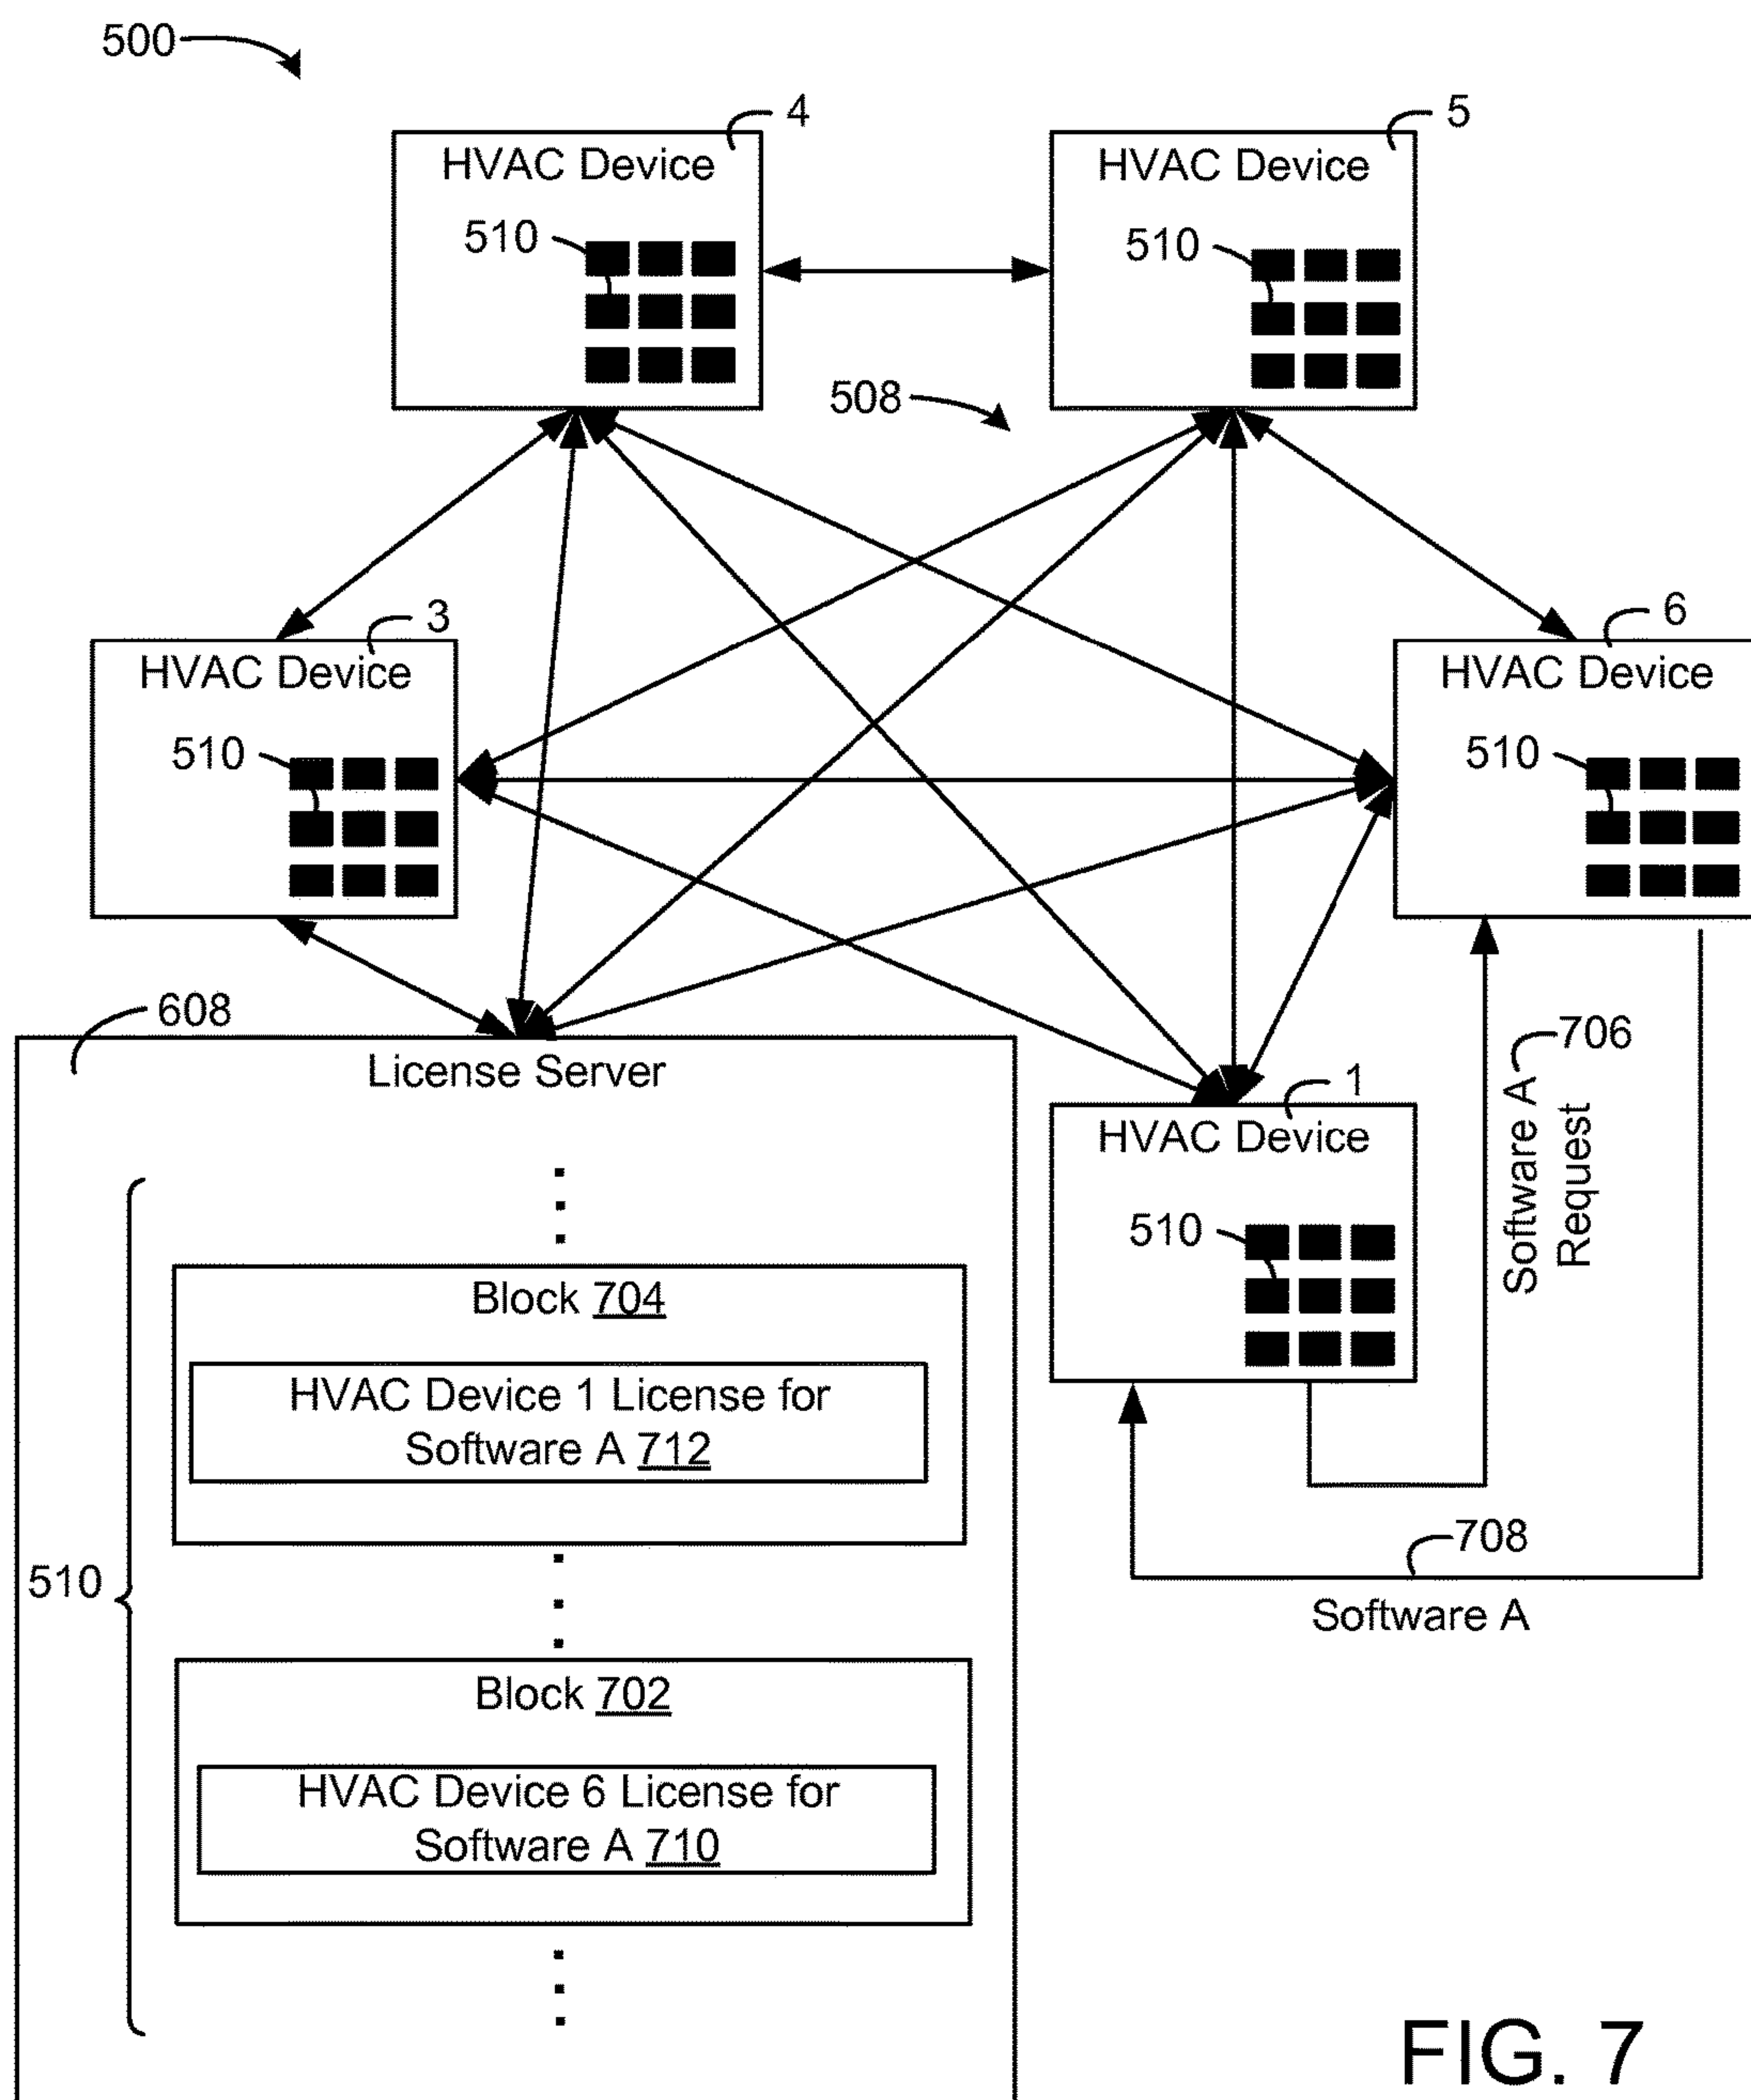 500
4
HVAC Device
510
5
HVAC Device
510
508
3
HVAC Device
510
6
HVAC Device
510
608
License Server
510
Block 704
HVAC Device 1 License for
Software A 712
Block 702
HVAC Device 6 License for
Software A 710
1
HVAC Device
510
706
Software A
Request
708
Software A
FIG. 7